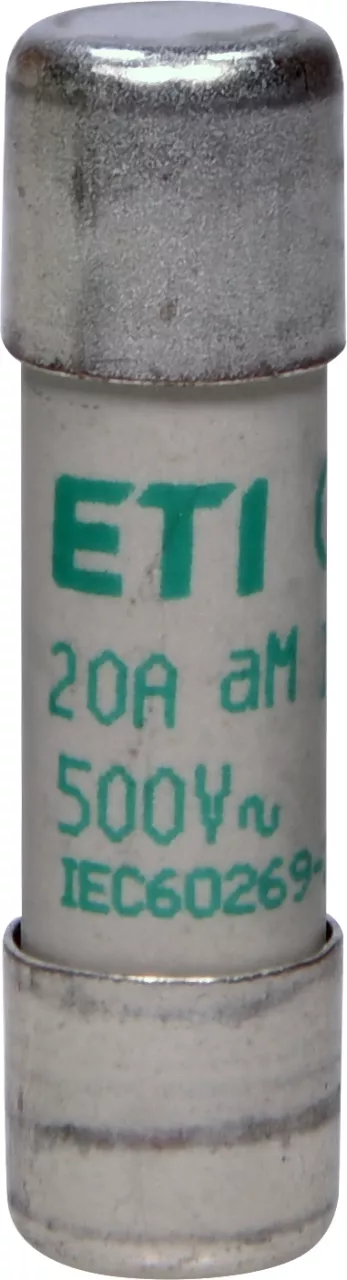 ETI
20A aM
500V~
IEC60269-